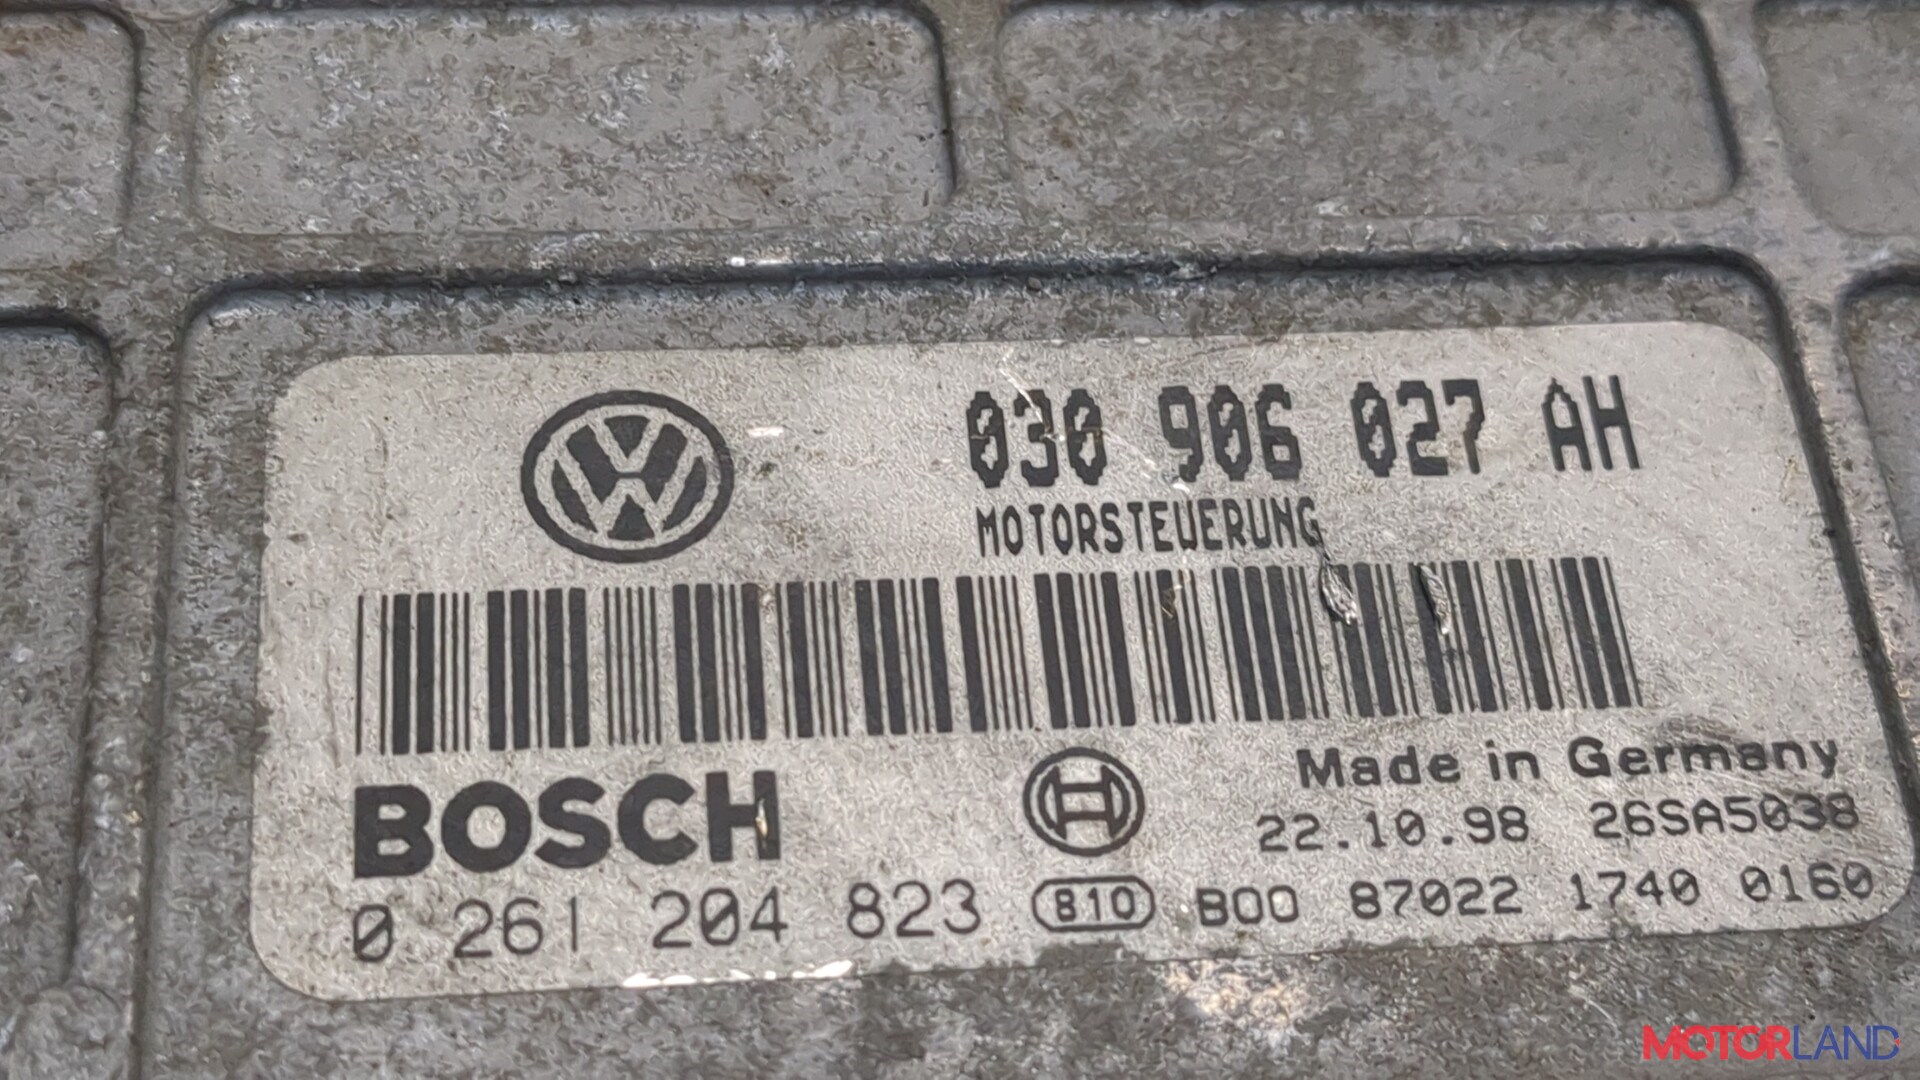 030 906 027 AH
MOTORSTEUERUNG
BOSCH
Made in Germany
22.10.98 26SA5038
0 261 204 823 810 B00 87022 1740 0160
MOTORLAND